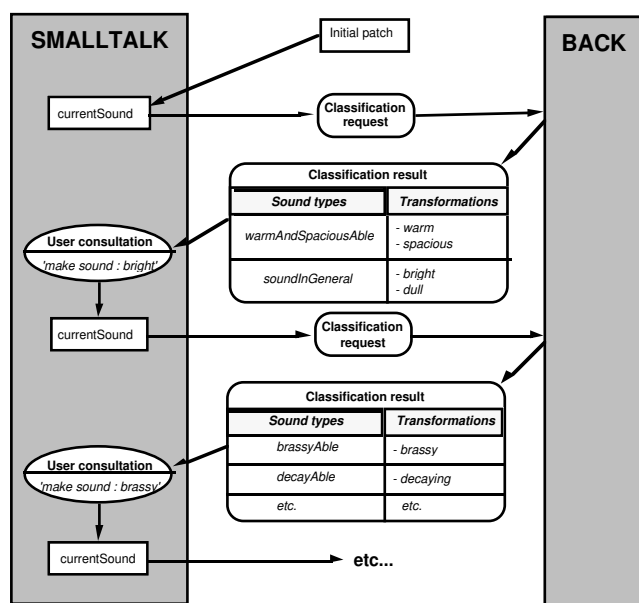 SMALLTALK
Initial patch
BACK
currentSound
Classification
request
Classification result
Sound types Transformations
warmAndSpaciousAble
- warm
- spacious
soundInGeneral
- bright
- dull
User consultation
'make sound : bright'
currentSound
Classification
request
Classification result
Sound types Transformations
brassyAble - brassy
decayAble - decaying
etc. etc.
User consultation
'make sound : brassy'
currentSound
etc...